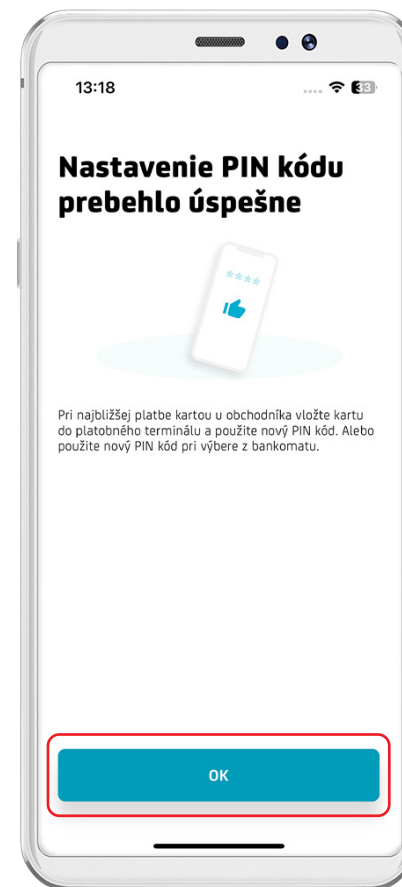 13:18
33
Nastavenie PIN kódu
prebehlo úspešne
****
Pri najbližšej platbe kartou u obchodníka vložte kartu
do platobného terminálu a použite nový PIN kód. Alebo
použite nový PIN kód pri výbere z bankomatu.
OK